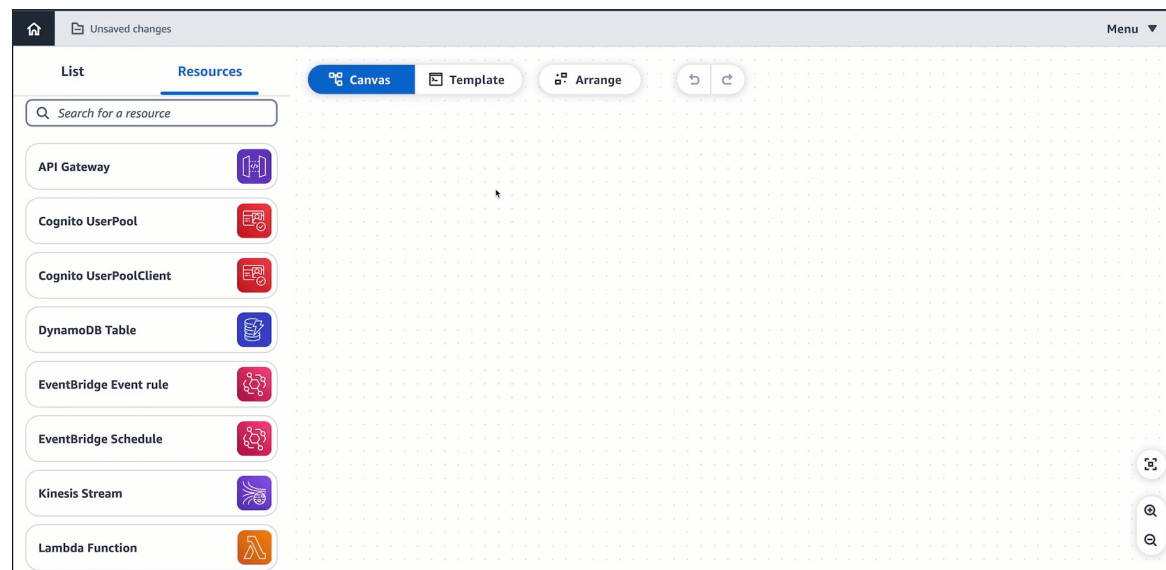 Unsaved changes
Menu
List
Resources
Canvas
Template
Arrange
Search for a resource
API Gateway
Cognito UserPool
Cognito UserPoolClient
DynamoDB Table
EventBridge Event rule
EventBridge Schedule
Kinesis Stream
Lambda Function